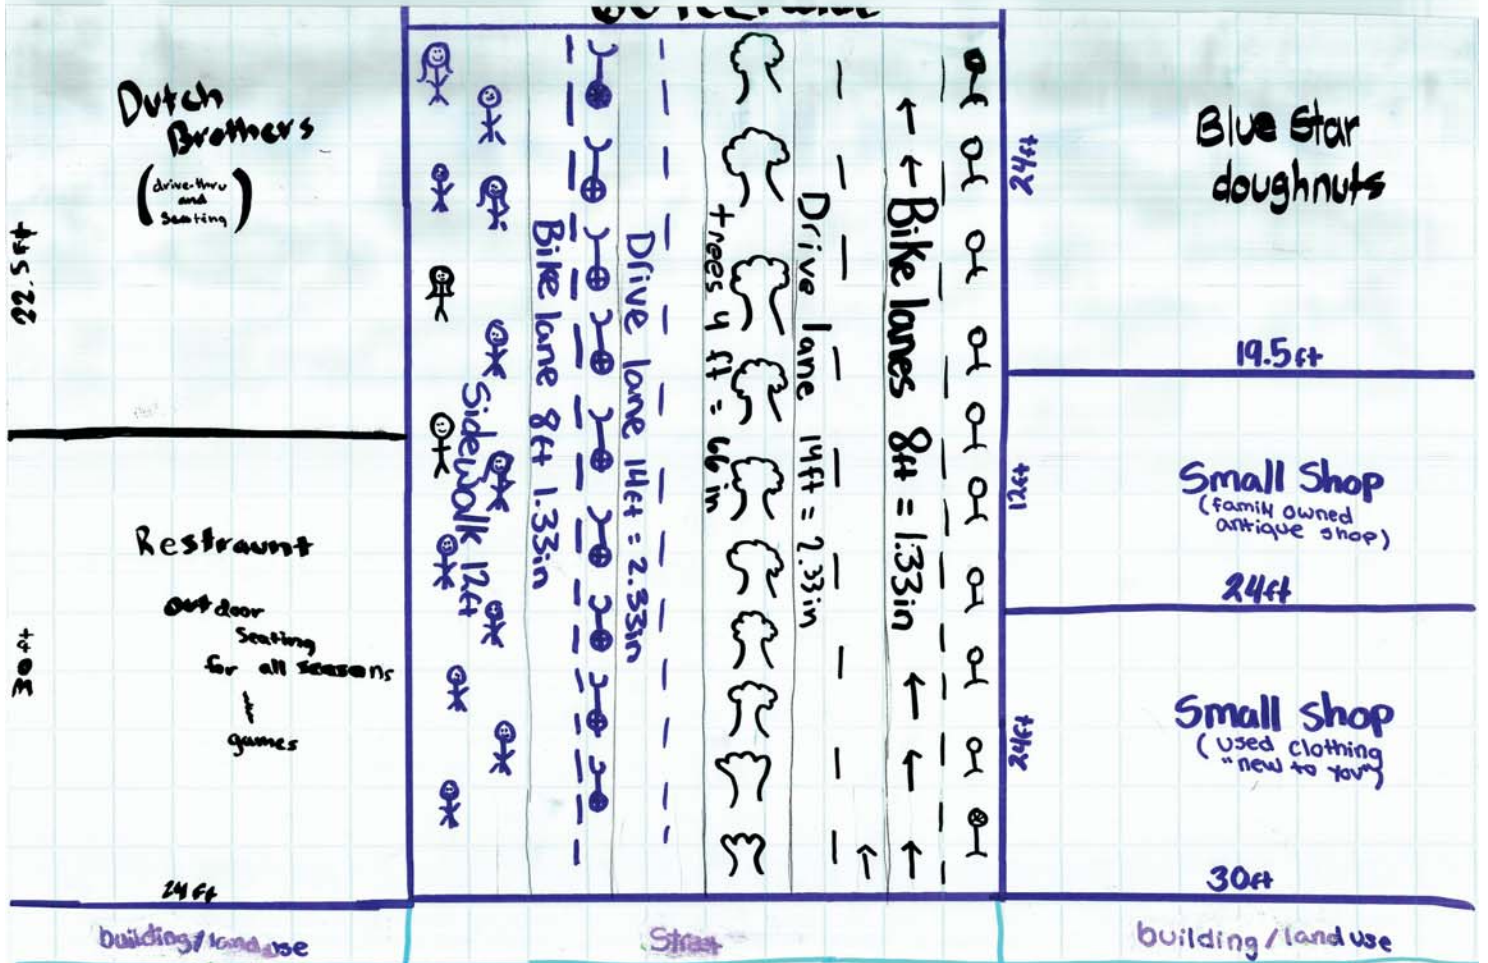 Dutch
Brothers
(drive-thru
and
seating)
22.5ft
Restraunt
outdoor
Seating
for all seasons
games
30ft
24ft
building/land use
Sidewalk 12ft
Bike lane 8ft 1.33in
Drive lane 14ft = 2.33in
trees 4 ft = 66 in
Drive lane 14ft = 2.33in
Bike lanes 8ft = 1.33in
Street
24ft
Blue Star
doughnuts
19.5ft
12ft
Small Shop
(famili owned
antique shop)
24ft
24ft
Small shop
(used clothing
"new to you")
30ft
building/land use